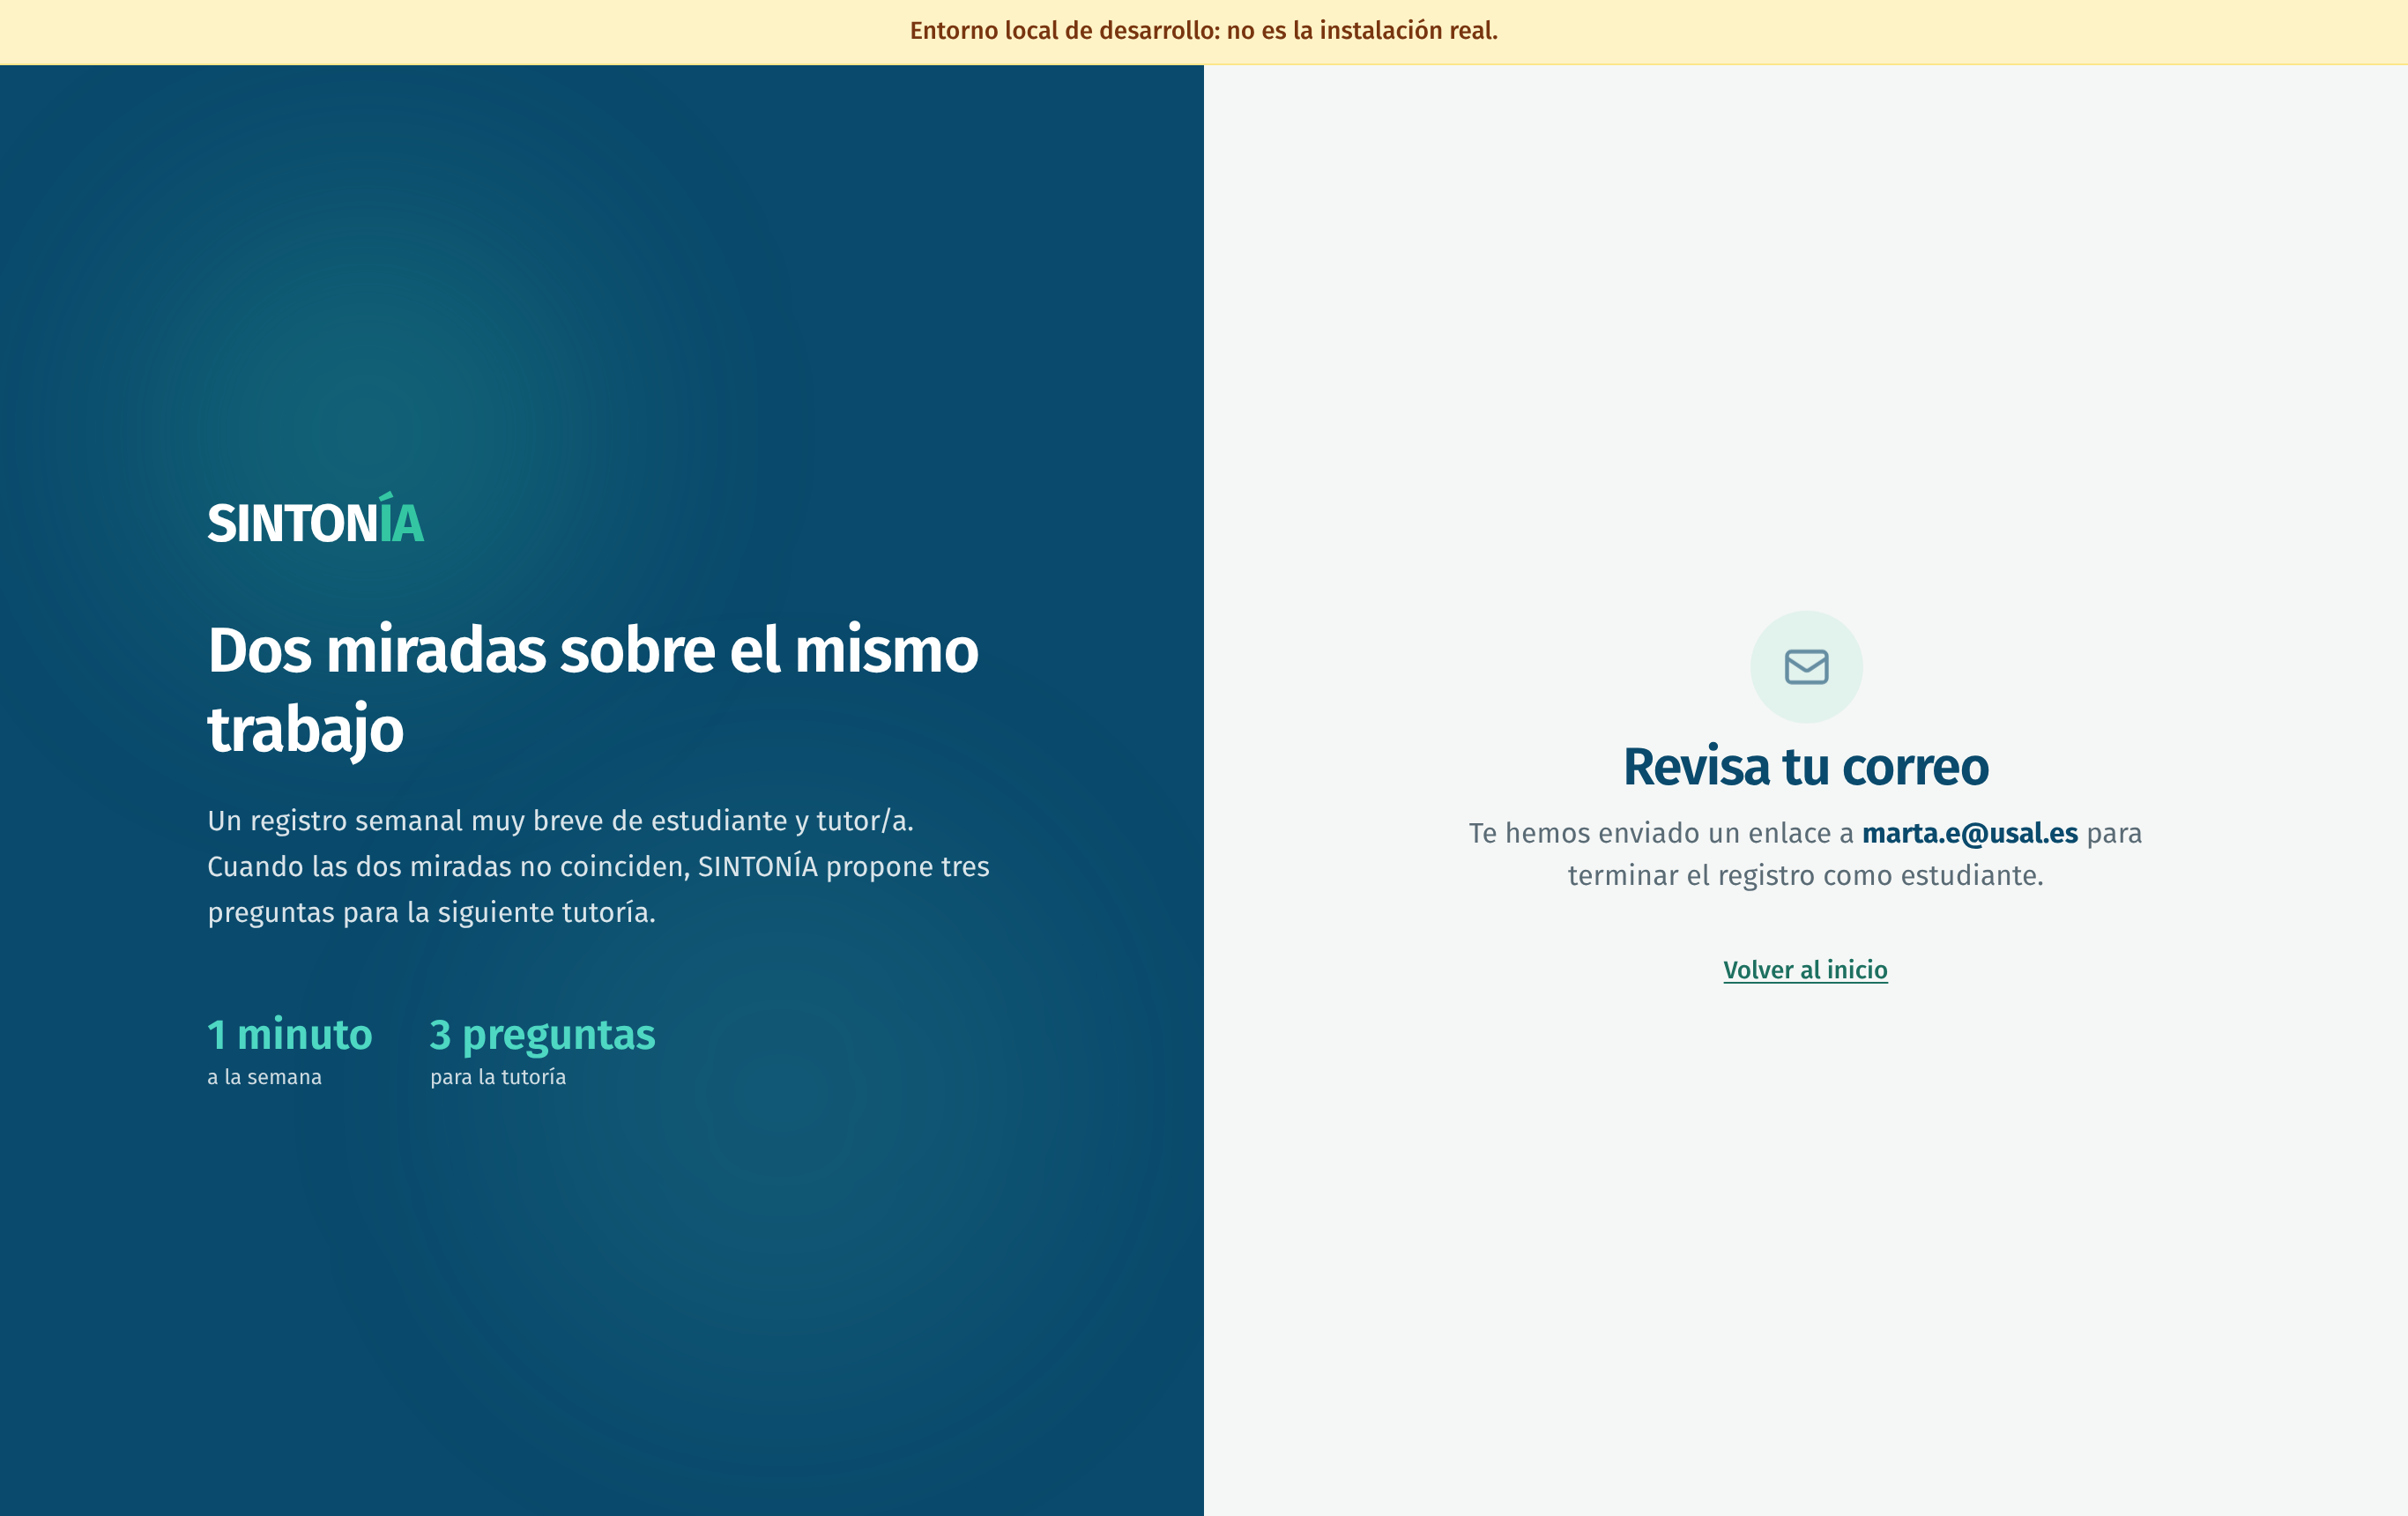 Entorno local de desarrollo: no es la instalación real.
SINTONÍA
Dos miradas sobre el mismo
trabajo
Un registro semanal muy breve de estudiante y tutor/a.
Cuando las dos miradas no coinciden, SINTONÍA propone tres
preguntas para la siguiente tutoría.
1 minuto
a la semana
3 preguntas
para la tutoría
Revisa tu correo
Te hemos enviado un enlace a marta.e@usal.es para
terminar el registro como estudiante.
Volver al inicio